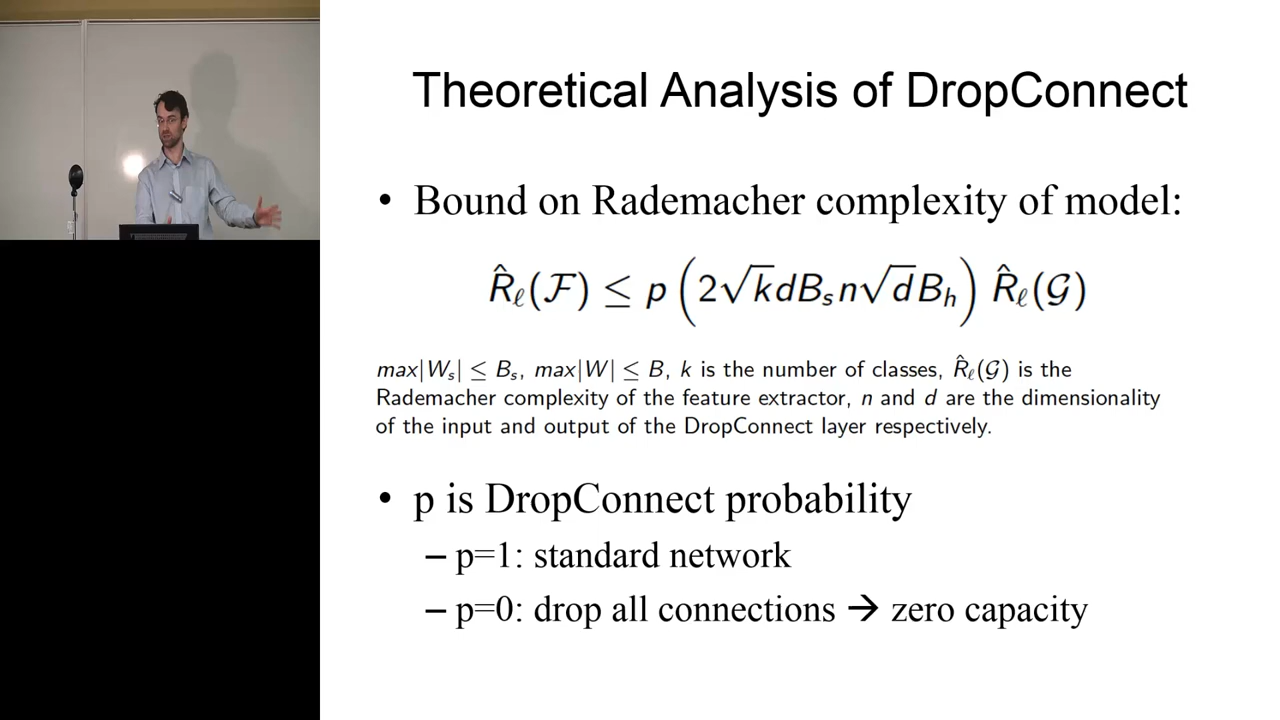 Theoretical Analysis of DropConnect
• Bound on Rademacher complexity of model:
R̂ℓ(F) ≤ p (2√k dBₛn√d Bₕ) R̂ℓ(G)
max|Wₛ| ≤ Bₛ, max|W| ≤ B, k is the number of classes, R̂ℓ(G) is the
Rademacher complexity of the feature extractor, n and d are the dimensionality
of the input and output of the DropConnect layer respectively.
• p is DropConnect probability
– p=1: standard network
– p=0: drop all connections → zero capacity